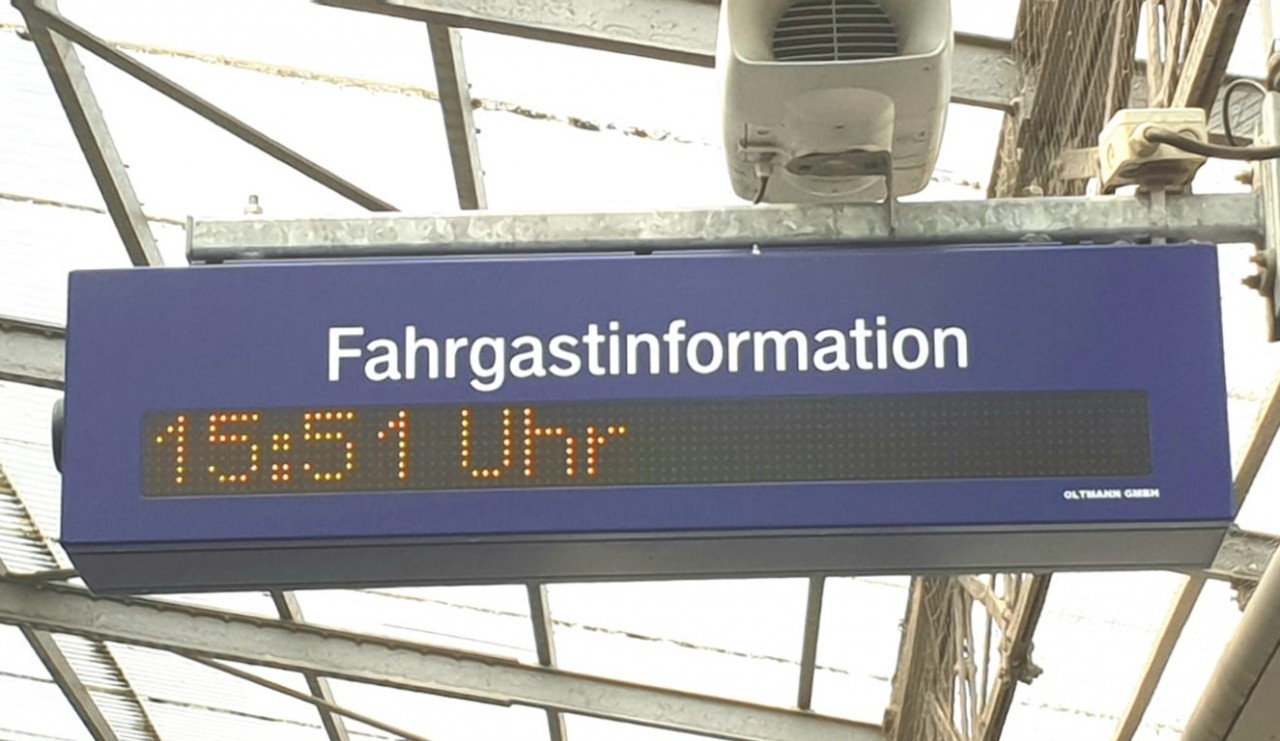 Fahrgastinformation
15:51 Uhr
OLTMANN GMBH